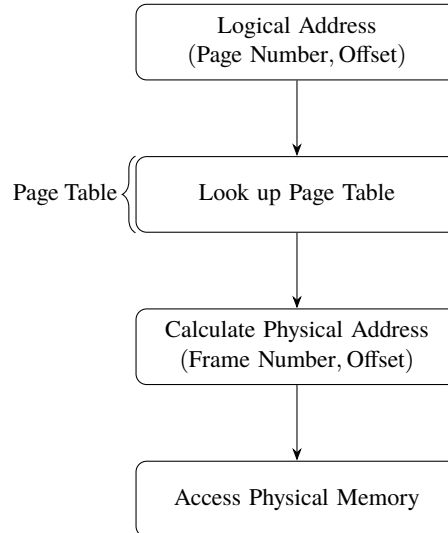 Logical Address
(Page Number, Offset)
Page Table
Look up Page Table
Calculate Physical Address
(Frame Number, Offset)
Access Physical Memory